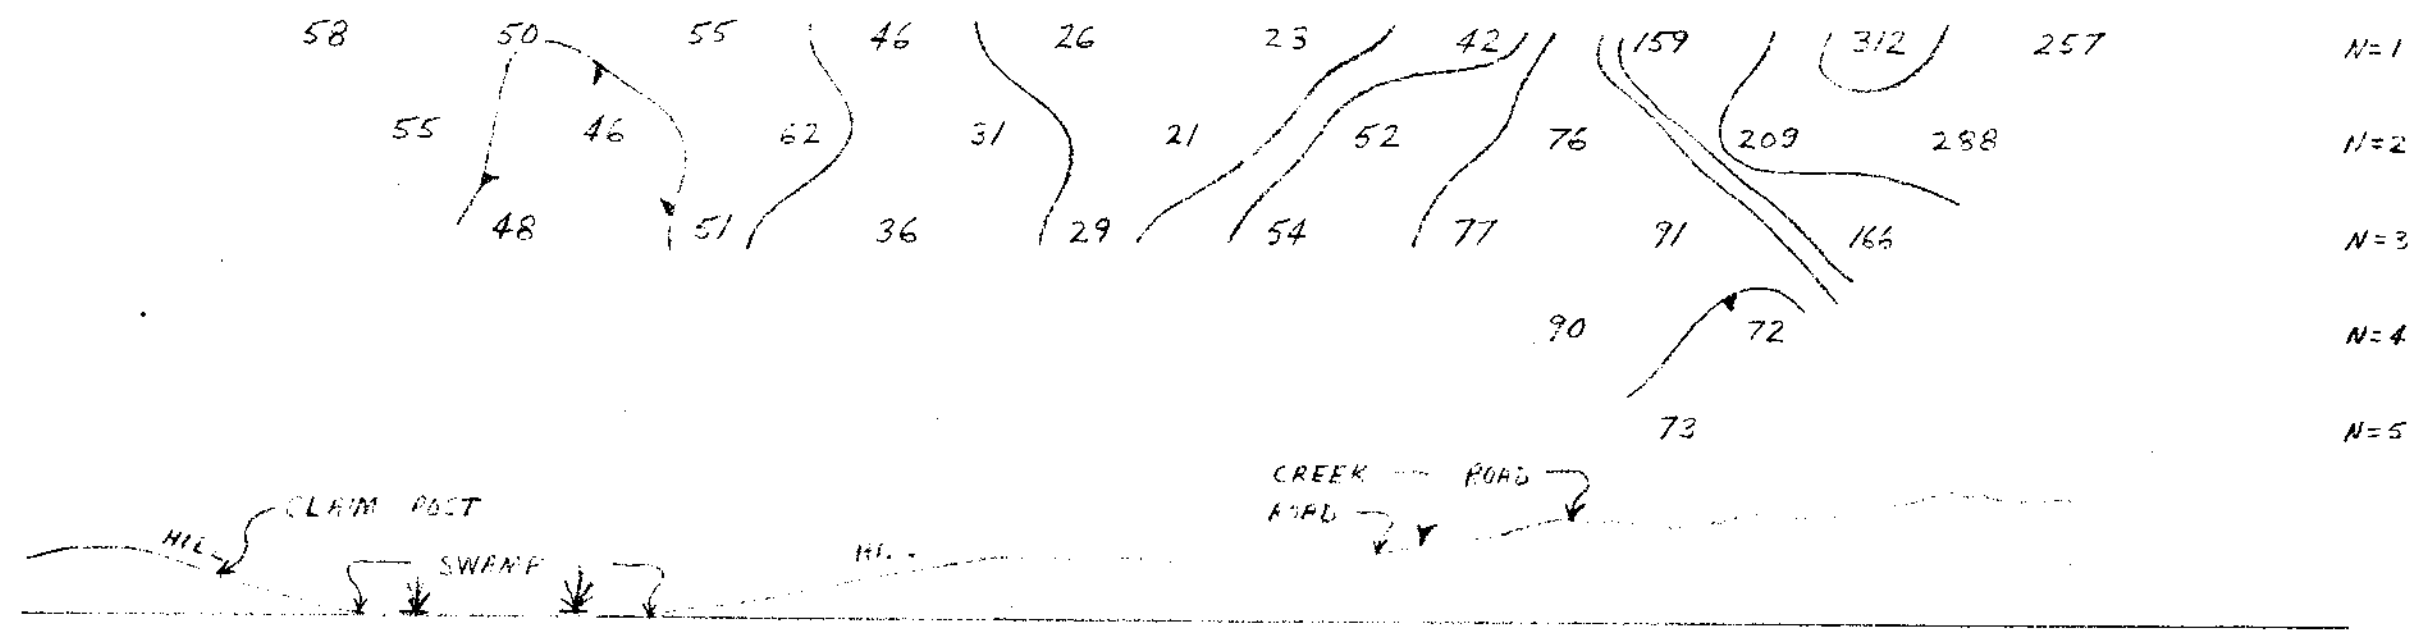 58 50 55 46 26 23 42 159 312 257 N=1
55 46 62 31 21 52 76 209 288 N=2
48 51 36 29 54 77 91 166 N=3
90 72 N=4
73 N=5
CREEK ROAD
CLAIM POST ROAD
HILL
SWAMP